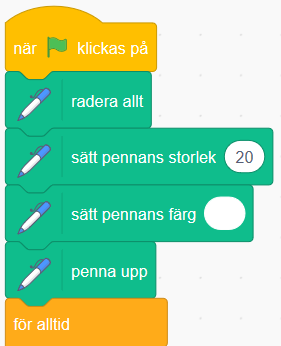 när klickas på
radera allt
sätt pennans storlek 20
sätt pennans färg
penna upp
för alltid